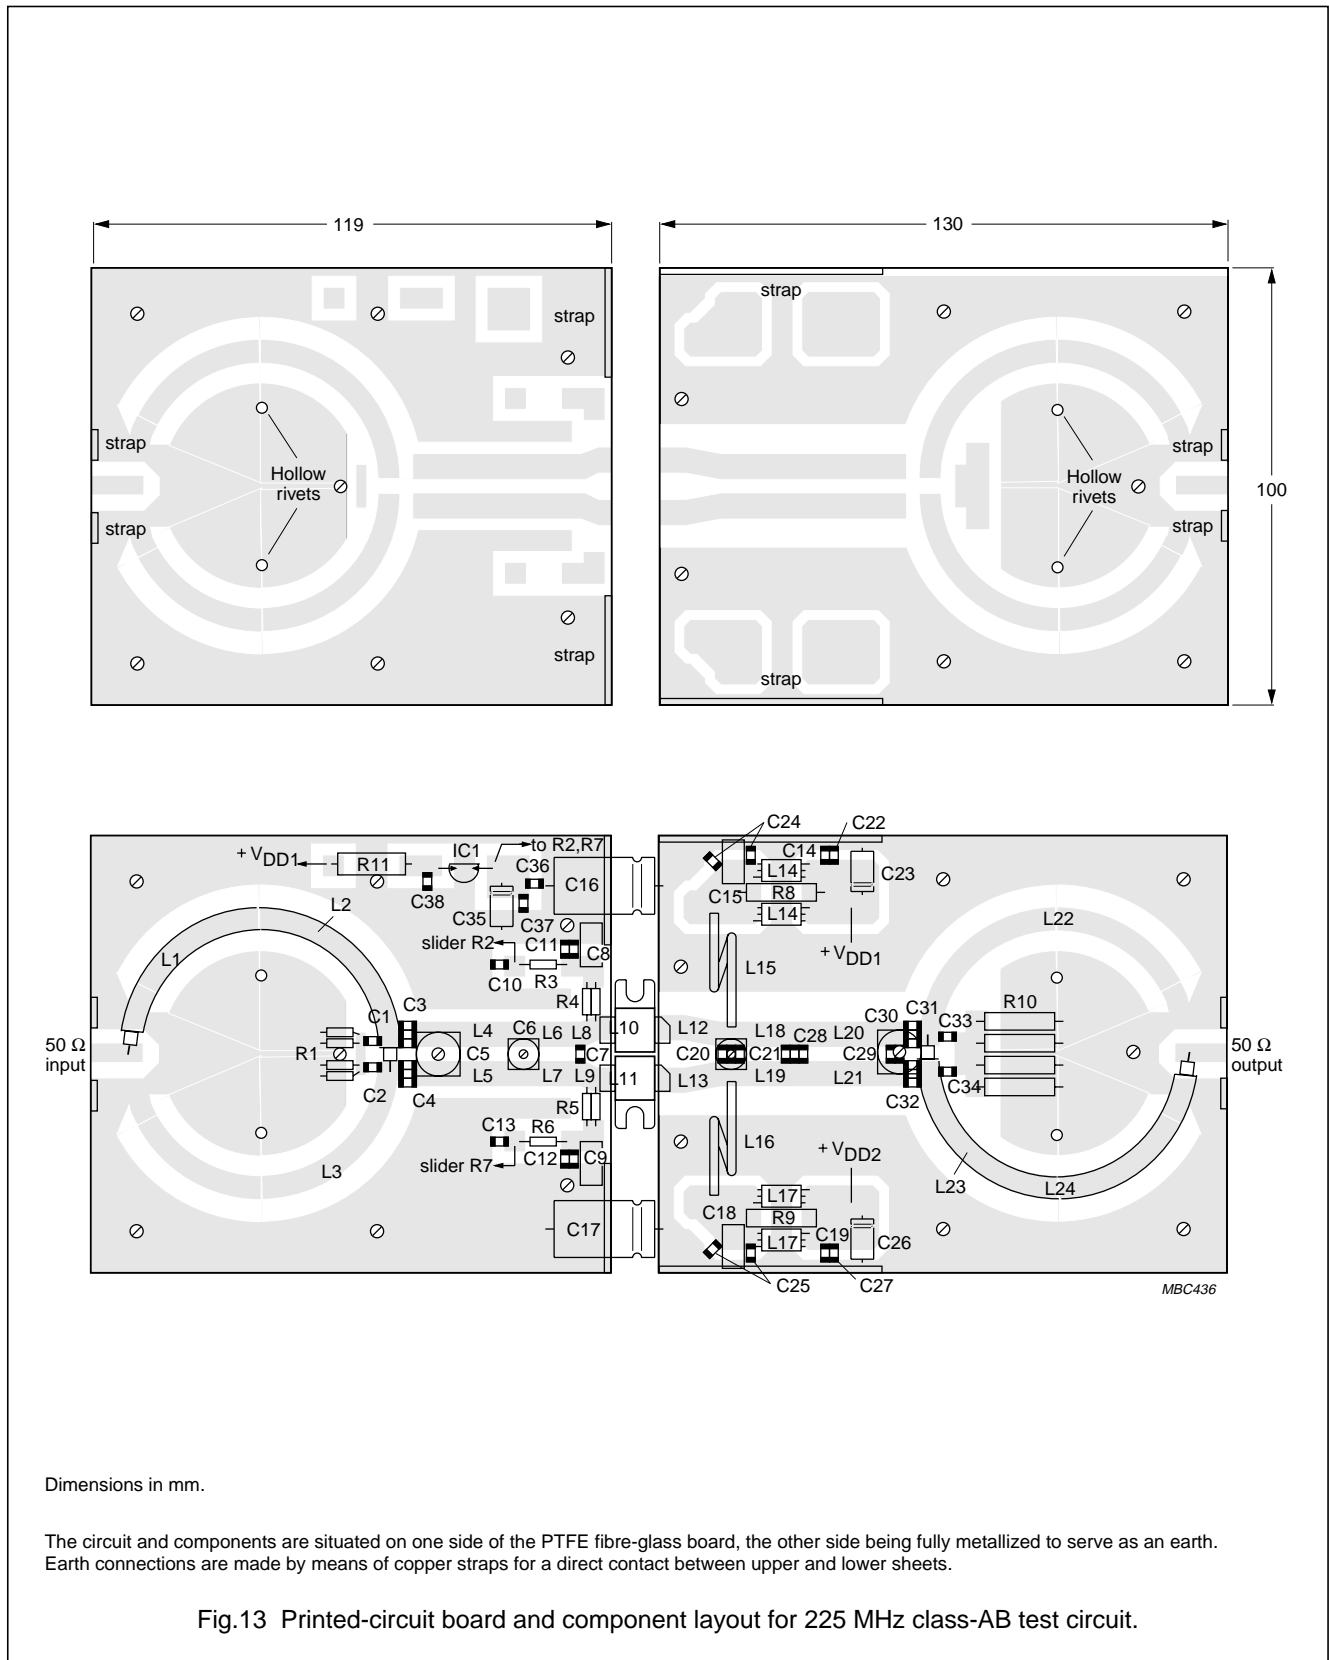 119
130
strap
strap
strap
strap
Hollow
rivets
Hollow
rivets
strap
100
strap
strap
strap
strap
C24
C22
to R2,R7
+ VDD1
IC1
C36
C14
R11
L14
C16
C23
C38
C15
R8
L2
C35
C37
L14
L22
slider R2
C11
C8
+ VDD1
L1
L15
C10
R3
R4
R10
C3
C31
C1
C30
C33
L4
C6
L6
L8
L10
L12
L18
C28
L20
50 Ω
input
R1
C5
C7
C20
C21
C29
50 Ω
output
L5
L7
L9
L11
L13
L19
L21
C34
C2
C4
C32
R5
C13
R6
L16
+ VDD2
slider R7
C12
C9
L3
L23
L24
L17
C18
R9
C17
C19
C26
L17
C25
C27
MBC436
Dimensions in mm.
The circuit and components are situated on one side of the PTFE fibre-glass board, the other side being fully metallized to serve as an earth.
Earth connections are made by means of copper straps for a direct contact between upper and lower sheets.
Fig.13 Printed-circuit board and component layout for 225 MHz class-AB test circuit.